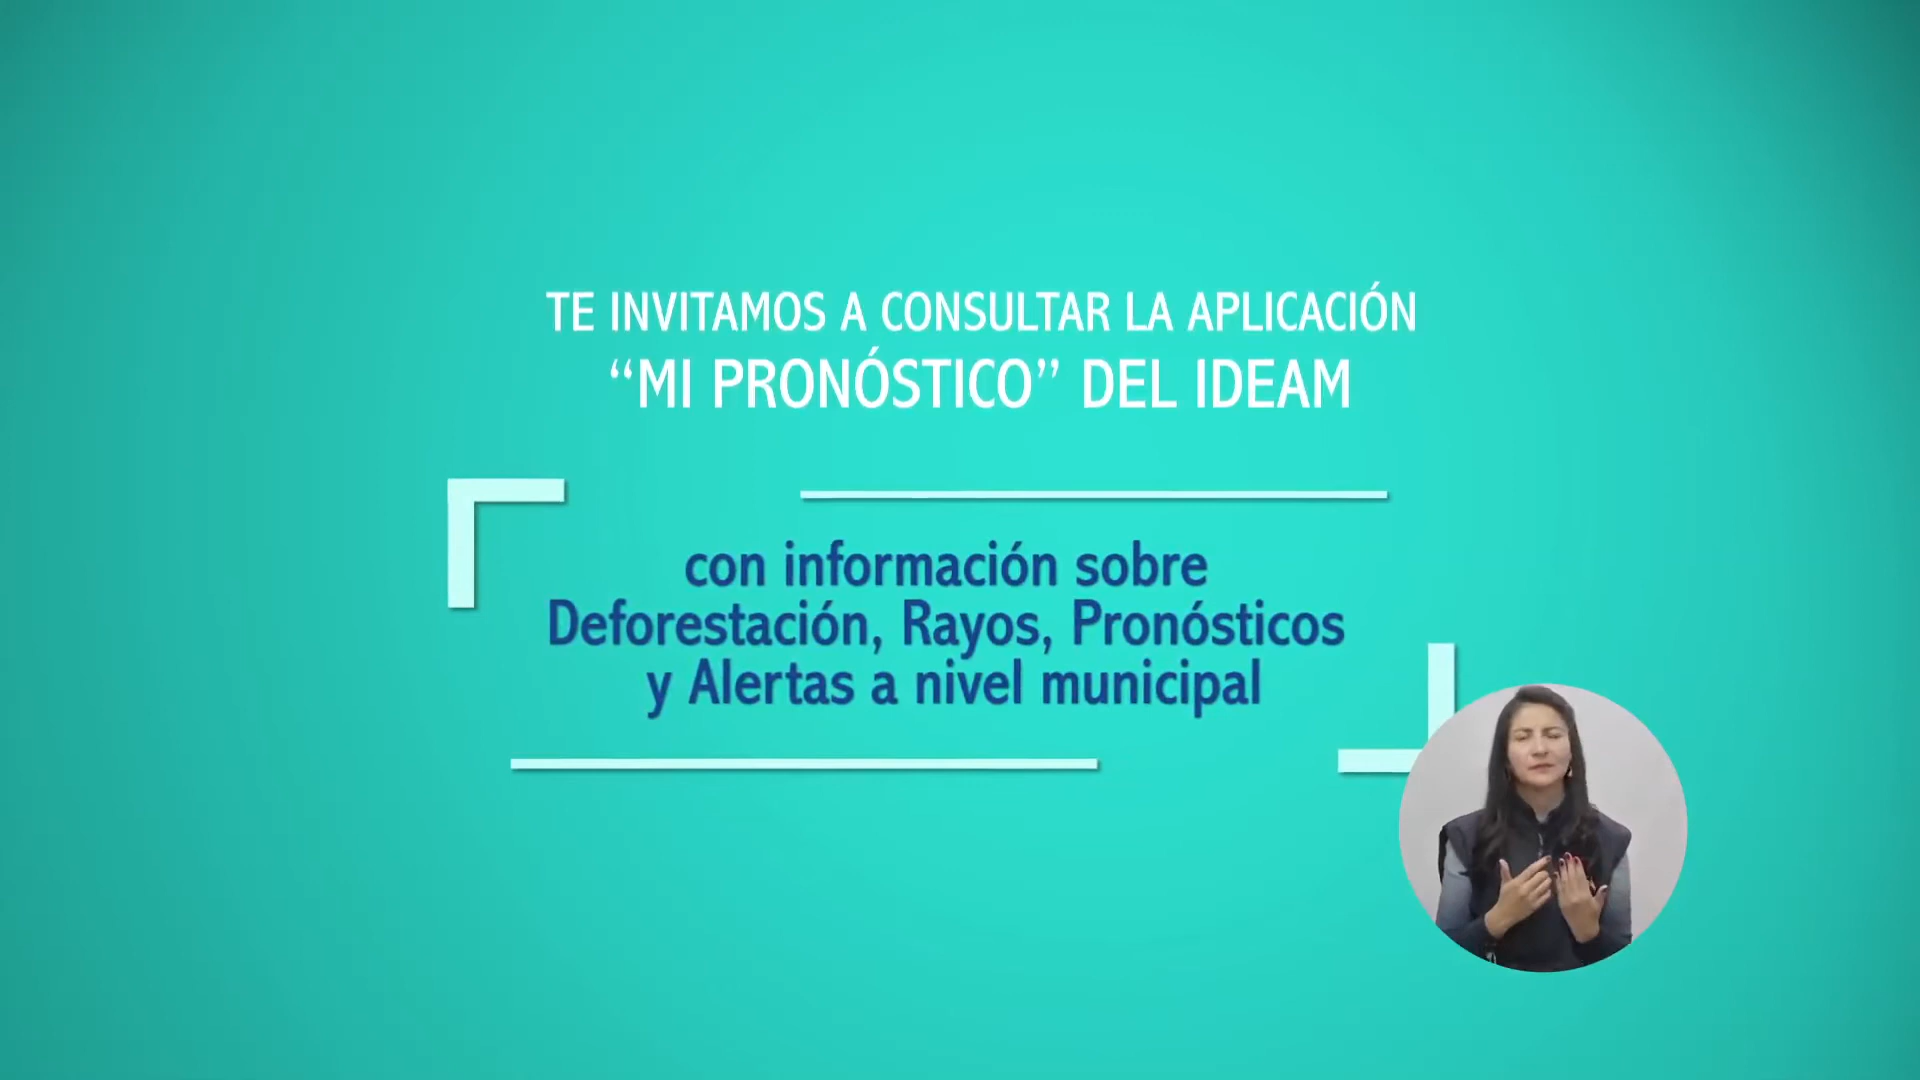 TE INVITAMOS A CONSULTAR LA APLICACIÓN
“MI PRONÓSTICO” DEL IDEAM
con información sobre
Deforestación, Rayos, Pronósticos
y Alertas a nivel municipal